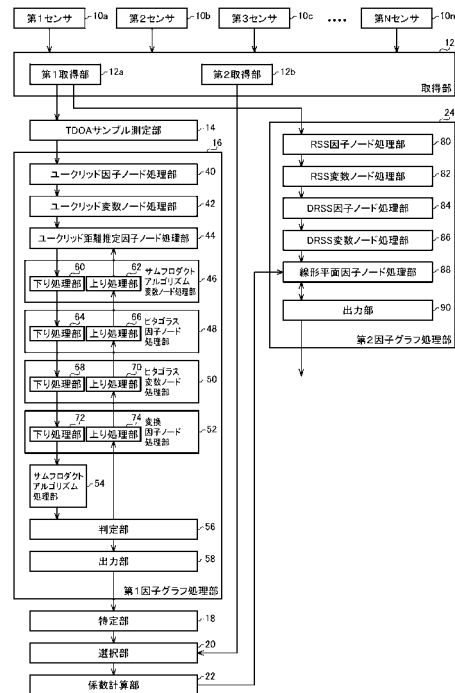 第1センサ 10a 第2センサ 10b 第3センサ 10c ‥‥ 第Nセンサ 10n
12
第1取得部 12a 第2取得部 12b
取得部
24
TDOAサンプル測定部 14
16
RSS因子ノード処理部 80
ユークリッド因子ノード処理部 40
RSS変数ノード処理部 82
ユークリッド変数ノード処理部 42
DRSS因子ノード処理部 84
ユークリッド距離推定因子ノード処理部 44
DRSS変数ノード処理部 86
60 62
下り処理部 上り処理部
サムプロダクト
アルゴリズム
変数ノード処理部
46
線形平面因子ノード処理部 88
64 66
下り処理部 上り処理部
ピタゴラス
因子ノード
処理部
48
出力部 90
第2因子グラフ処理部
68 70
下り処理部 上り処理部
ピタゴラス
変数ノード
処理部
50
72 74
下り処理部 上り処理部
変換
因子ノード
処理部
52
サムプロダクト
アルゴリズム
処理部
54
判定部 56
出力部 58
第1因子グラフ処理部
特定部 18
選択部 20
係数計算部 22